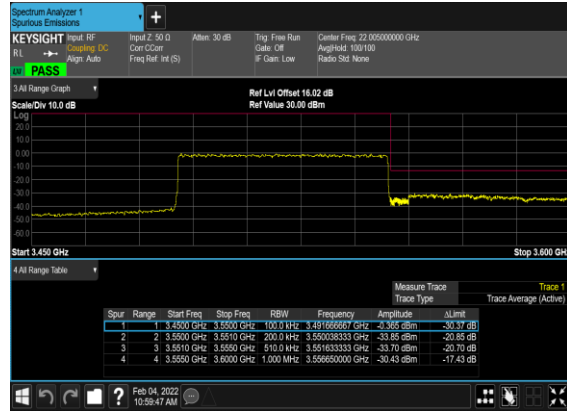 Spectrum Analyzer 1
Spurious Emissions
KEYSIGHT Input: RF Input Z: 50 Ω Atten: 30 dB Trig: Free Run Center Freq: 22.005000000 GHz
RL Coupling: DC Corr CCorr Gate: Off Avg|Hold: 100/100
Align: Auto Freq Ref: Int (S) IF Gain: Low Radio Std: None
PASS
3 All Range Graph
Ref Lvl Offset 16.02 dB
Scale/Div 10.0 dB Ref Value 30.00 dBm
Log
20.0
10.0
0.00
-10.0
-20.0
-30.0
-40.0
-50.0
-60.0
Start 3.450 GHz Stop 3.600 GH
4 All Range Table
Measure Trace Trace 1
Trace Type Trace Average (Active)
Spur Range Start Freq Stop Freq RBW Frequency Amplitude ΔLimit
1 1 3.4500 GHz 3.5500 GHz 100.0 kHz 3.491666667 GHz -0.365 dBm -30.37 dB
2 2 3.5500 GHz 3.5510 GHz 200.0 kHz 3.550038333 GHz -33.85 dBm -20.85 dB
3 3 3.5510 GHz 3.5550 GHz 510.0 kHz 3.551633333 GHz -33.70 dBm -20.70 dB
4 4 3.5550 GHz 3.6000 GHz 1.000 MHz 3.556650000 GHz -30.43 dBm -17.43 dB
Feb 04, 2022
10:59:47 AM